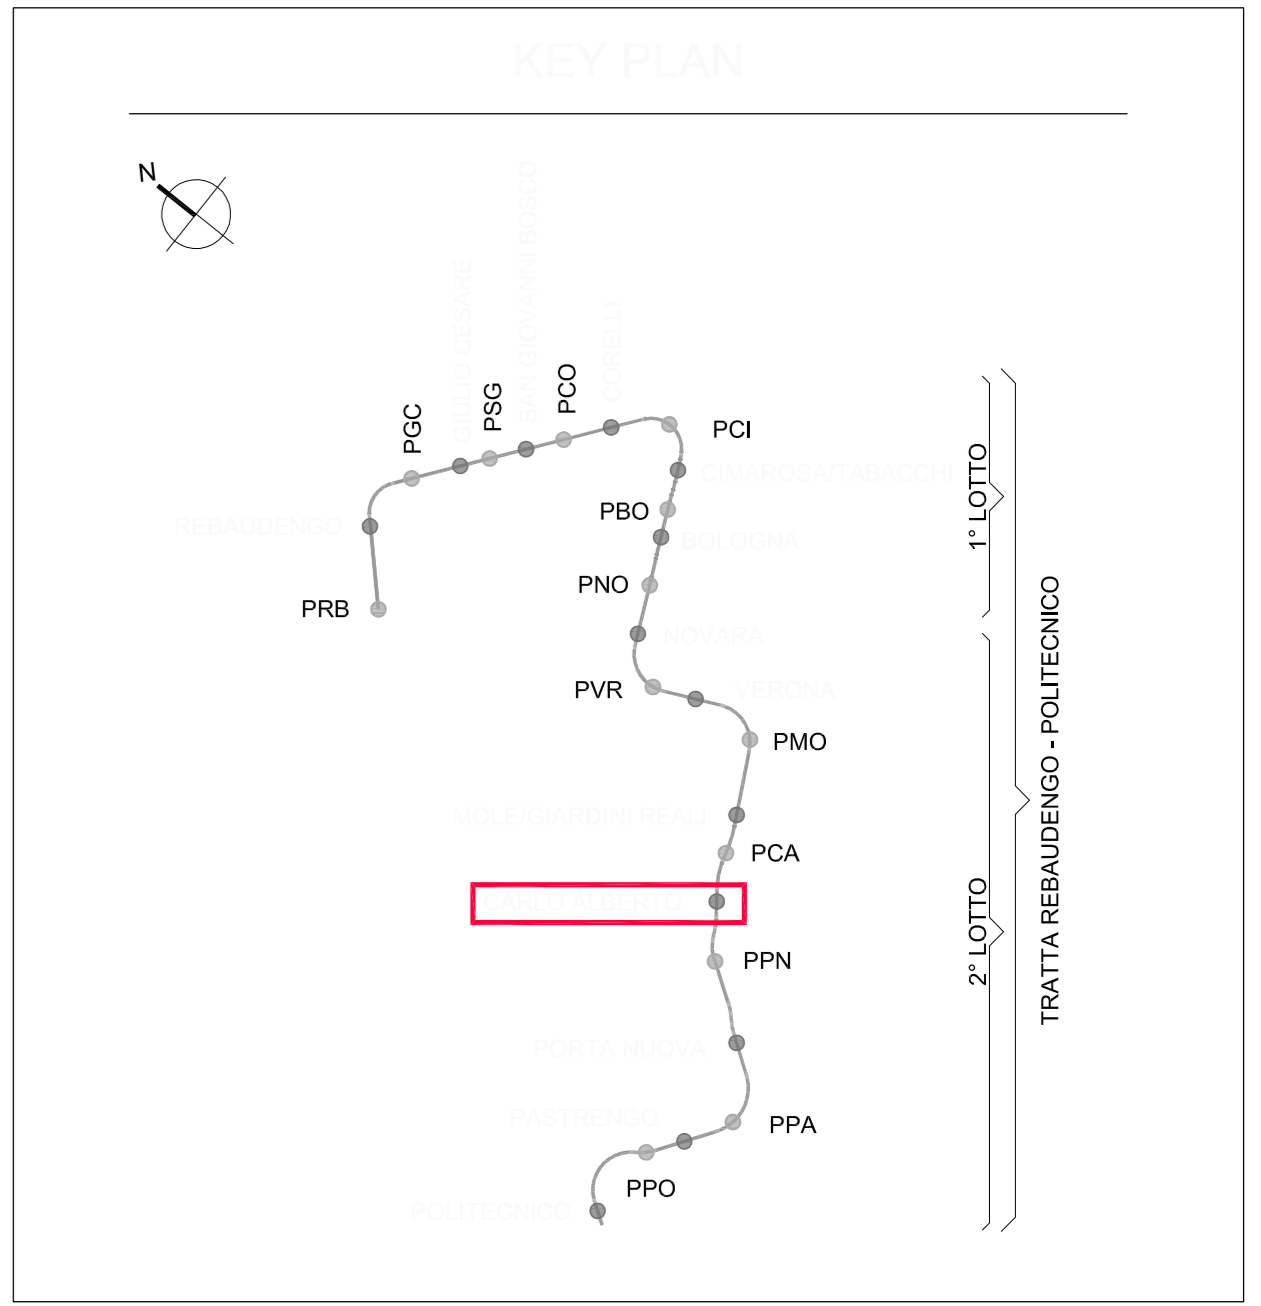 KEY PLAN
N
GIULIO CESARE
SAN GIOVANNI BOSCO
CORELLI
PGC
PSG
PCO
PCI
CIMAROSA/TABACCHI
REBAUDENGO
PBO
BOLOGNA
PNO
PRB
NOVARA
PVR
VERONA
PMO
MOLE/GIARDINI REALI
PCA
CARLO ALBERTO
PPN
PORTA NUOVA
PASTRENGO
PPA
PPO
POLITECNICO
1° LOTTO
2° LOTTO
TRATTA REBAUDENGO - POLITECNICO